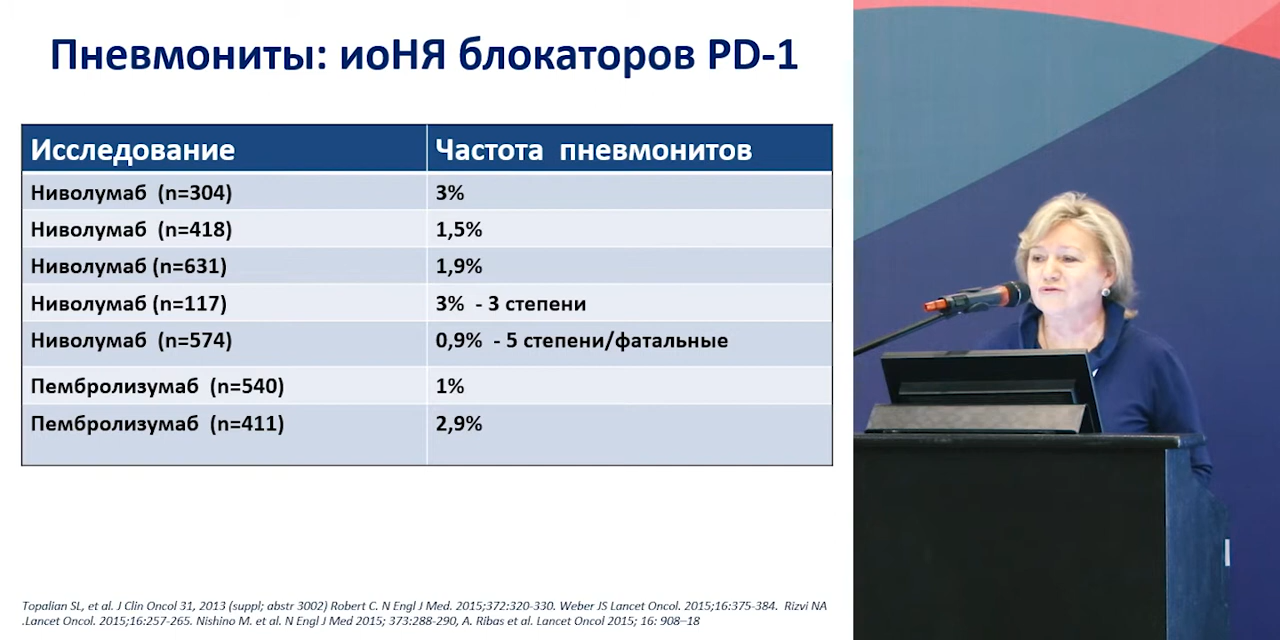 Пневмониты: иоНЯ блокаторов PD-1
Исследование Частота пневмонитов
Ниволумаб (n=304) 3%
Ниволумаб (n=418) 1,5%
Ниволумаб (n=631) 1,9%
Ниволумаб (n=117) 3% - 3 степени
Ниволумаб (n=574) 0,9% - 5 степени/фатальные
Пембролизумаб (n=540) 1%
Пембролизумаб (n=411) 2,9%
Topalian SL, et al. J Clin Oncol 31, 2013 (suppl; abstr 3002) Robert C. N Engl J Med. 2015;372:320-330. Weber JS Lancet Oncol. 2015;16:375-384. Rizvi NA
.Lancet Oncol. 2015;16:257-265. Nishino M. et al. N Engl J Med 2015; 373:288-290, A. Ribas et al. Lancet Oncol 2015; 16: 908–18